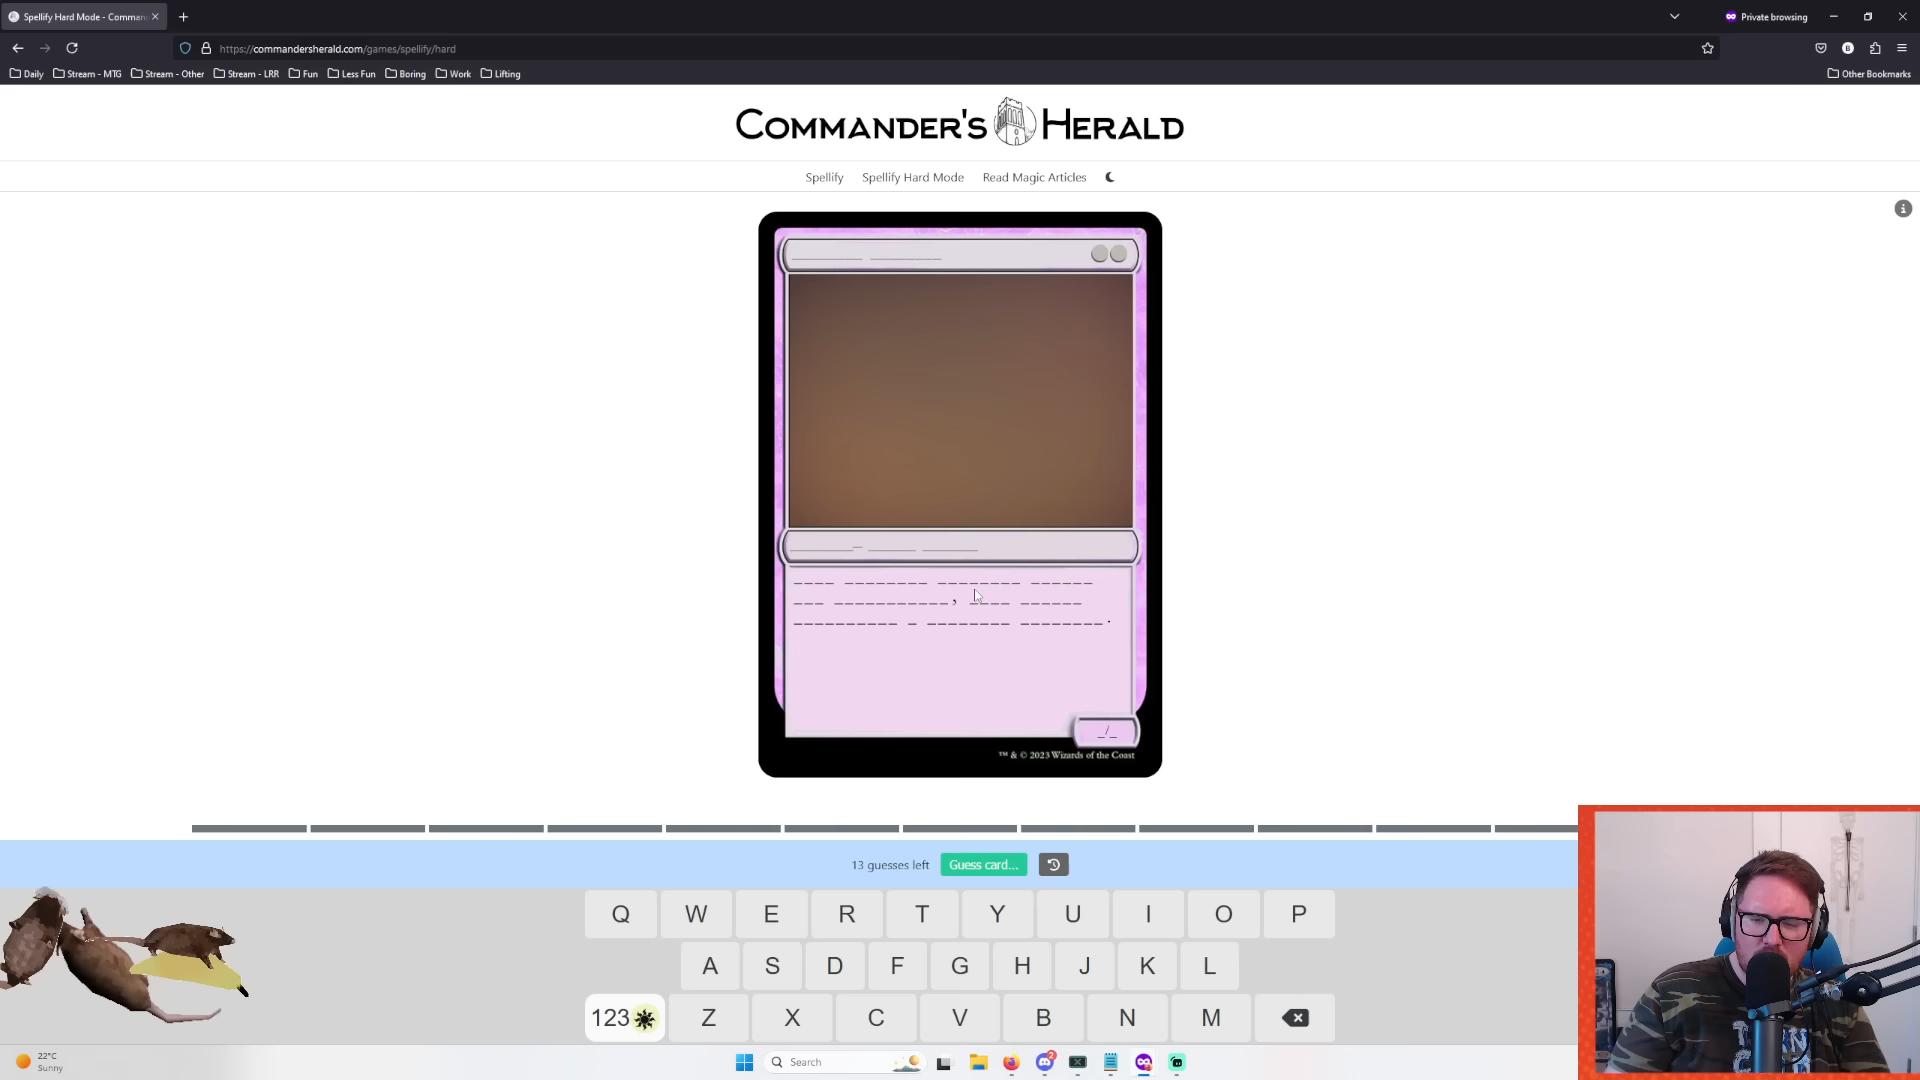 Spellify Hard Mode - Comman
Private browsing
https://commandersherald.com/games/spellify/hard
Daily
Stream - MTG
Stream - Other
Stream - LRR
Fun
Less Fun
Boring
Work
Lifting
Other Bookmarks
COMMANDER'S HERALD
Spellify
Spellify Hard Mode
Read Magic Articles
_/_
™ & © 2023 Wizards of the Coast
13 guesses left
Guess card...
Q W E R T Y U I O P
A S D F G H J K L
123 Z X C V B N M
22°C
Sunny
Search
2